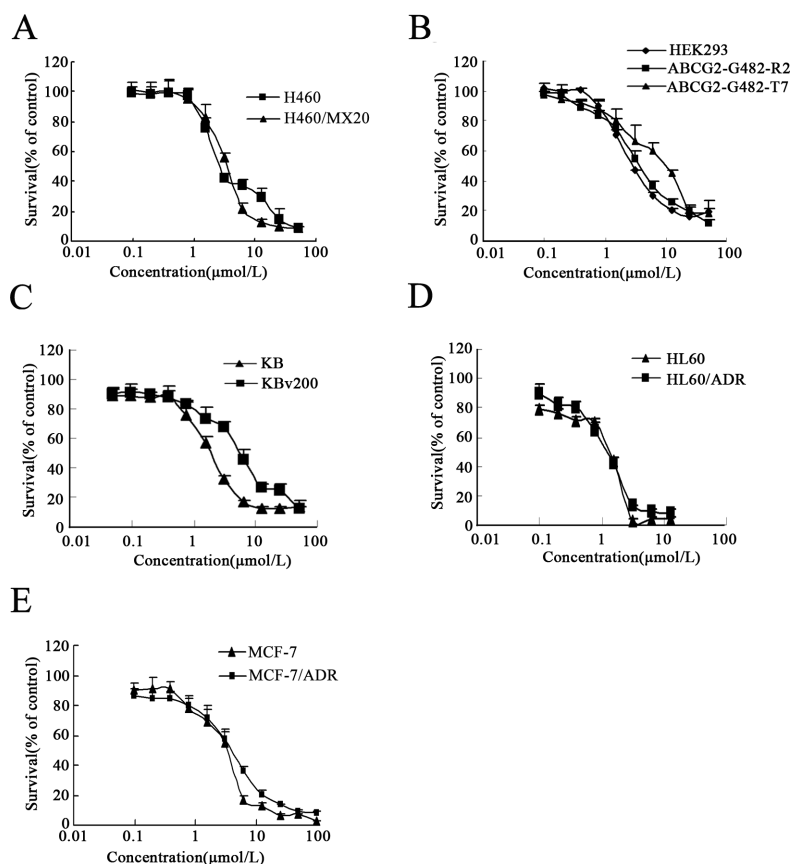 A
Survival(% of control)
120
100
80
60
40
20
0
0.01
0.1
1
10
100
Concentration(μmol/L)
H460
H460/MX20
B
Survival(% of control)
120
100
80
60
40
20
0
0.01
0.1
1
10
100
Concentration(μmol/L)
HEK293
ABCG2-G482-R2
ABCG2-G482-T7
C
Survival(% of control)
120
100
80
60
40
20
0
0.01
0.1
1
10
100
Concentration(μmol/L)
KB
KBv200
D
Survival(% of control)
120
100
80
60
40
20
0
0.01
0.1
1
10
100
Concentration(μmol/L)
HL60
HL60/ADR
E
Survival(% of control)
120
100
80
60
40
20
0
0.01
0.1
1
10
100
Concentration(μmol/L)
MCF-7
MCF-7/ADR